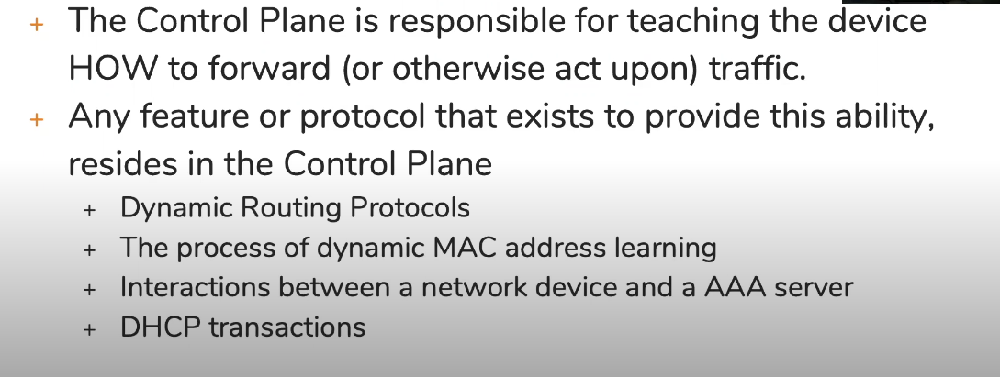 + The Control Plane is responsible for teaching the device
HOW to forward (or otherwise act upon) traffic.
+ Any feature or protocol that exists to provide this ability,
resides in the Control Plane
+ Dynamic Routing Protocols
+ The process of dynamic MAC address learning
+ Interactions between a network device and a AAA server
+ DHCP transactions